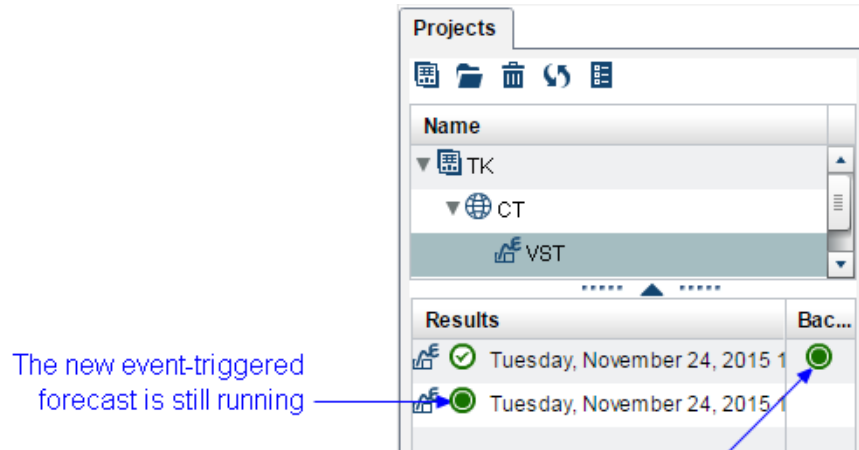 Projects
Name
TK
CT
VST
Results Bac...
Tuesday, November 24, 2015 1
The new event-triggered
forecast is still running
Tuesday, November 24, 2015 1